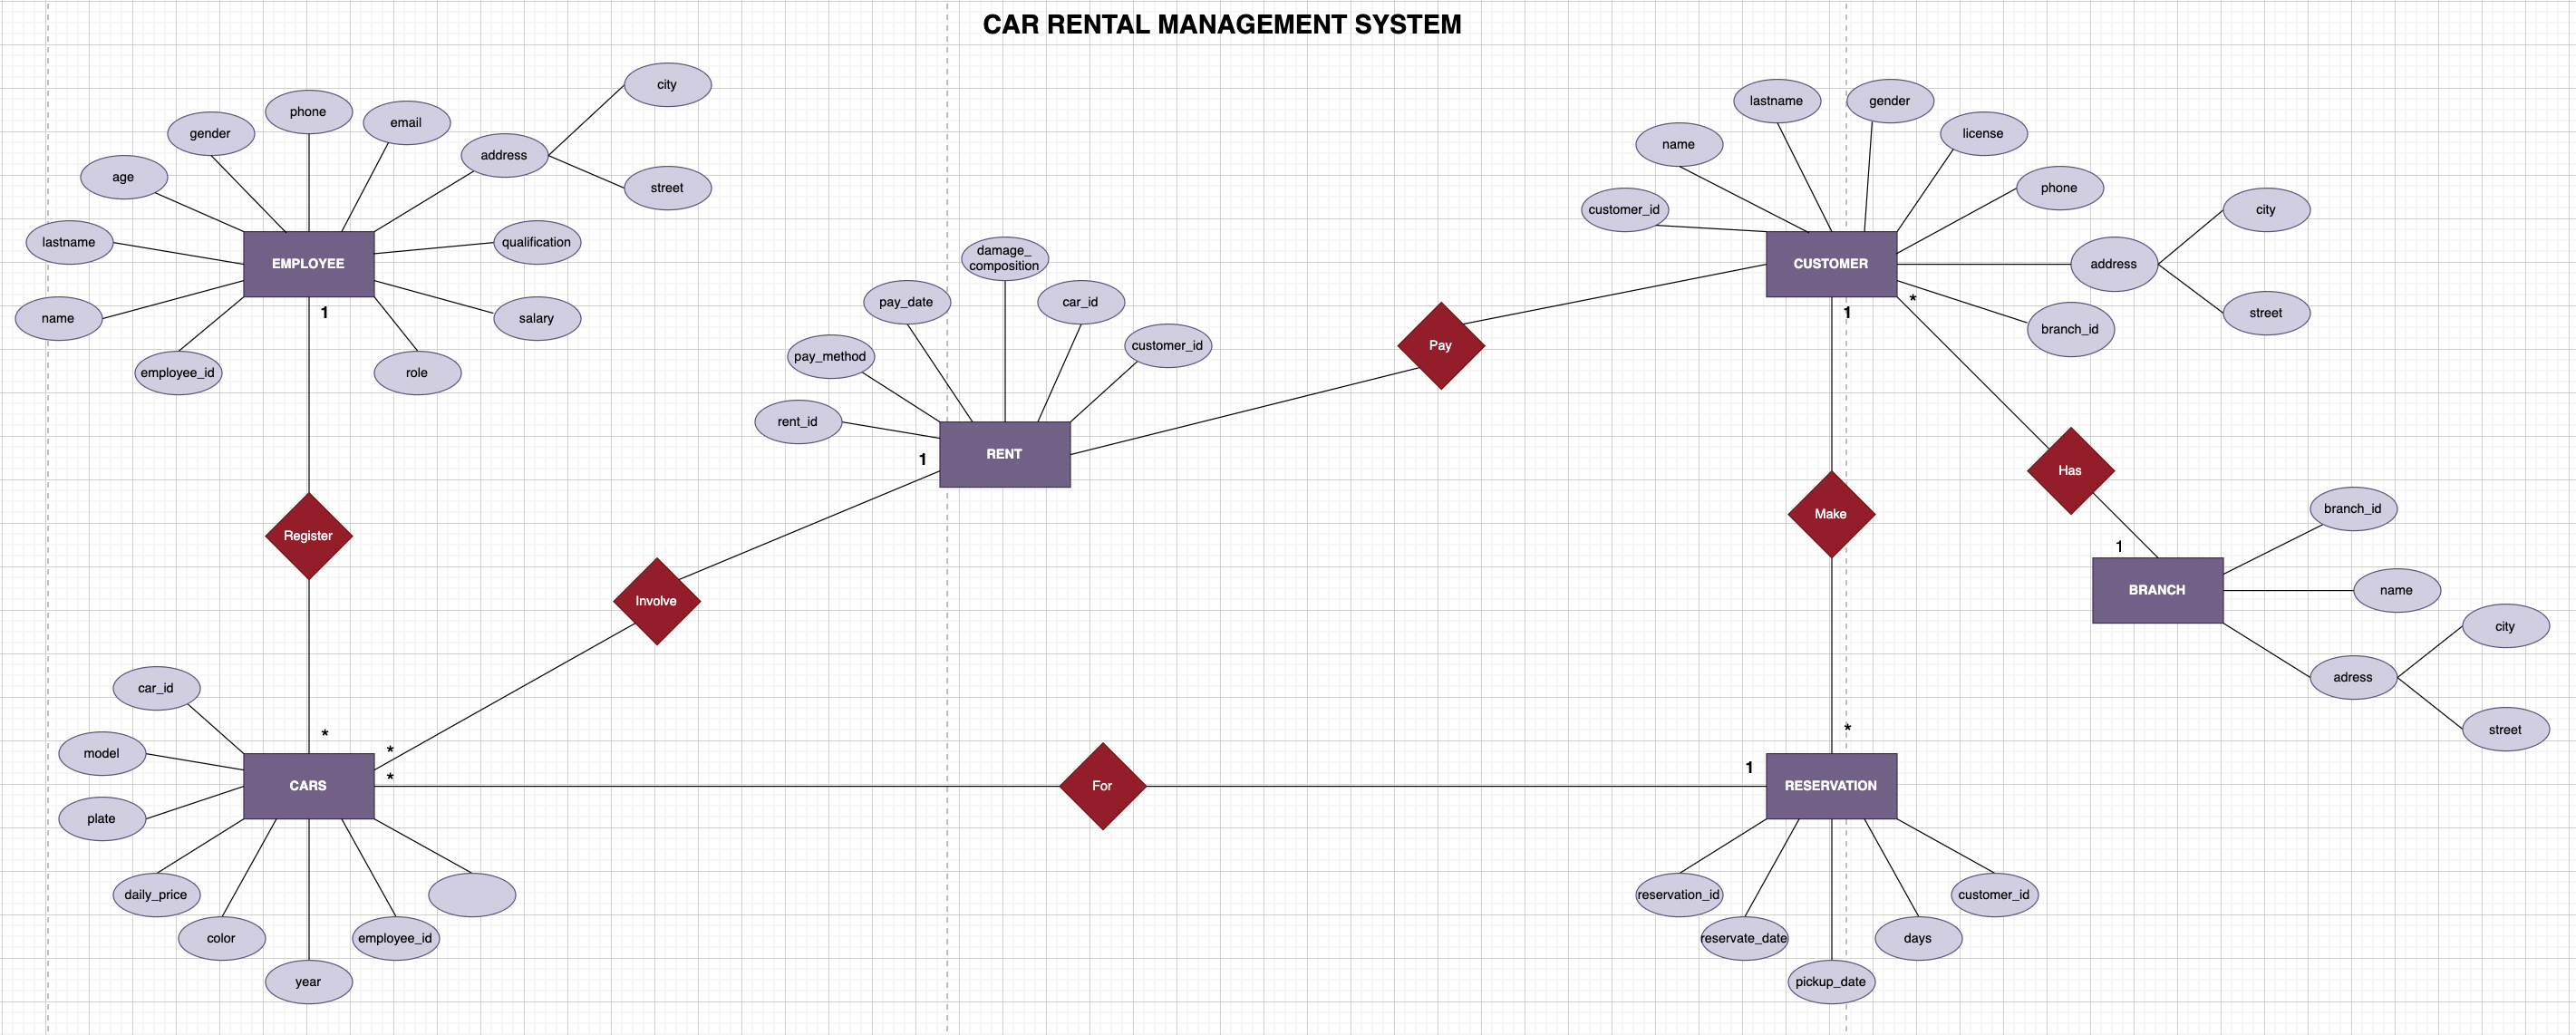 CAR RENTAL MANAGEMENT SYSTEM
city
phone
email
gender
address
age
street
lastname
qualification
EMPLOYEE
1
name
salary
employee_id
role
Register
damage_
composition
pay_date
car_id
pay_method
customer_id
rent_id
RENT
1
Involve
Pay
lastname
gender
name
license
customer_id
phone
city
CUSTOMER
address
*
1
street
branch_id
Has
Make
branch_id
1
BRANCH
name
city
adress
street
car_id
model
*
*
*
CARS
plate
daily_price
color
employee_id
year
For
*
1
RESERVATION
reservation_id
customer_id
reservate_date
days
pickup_date